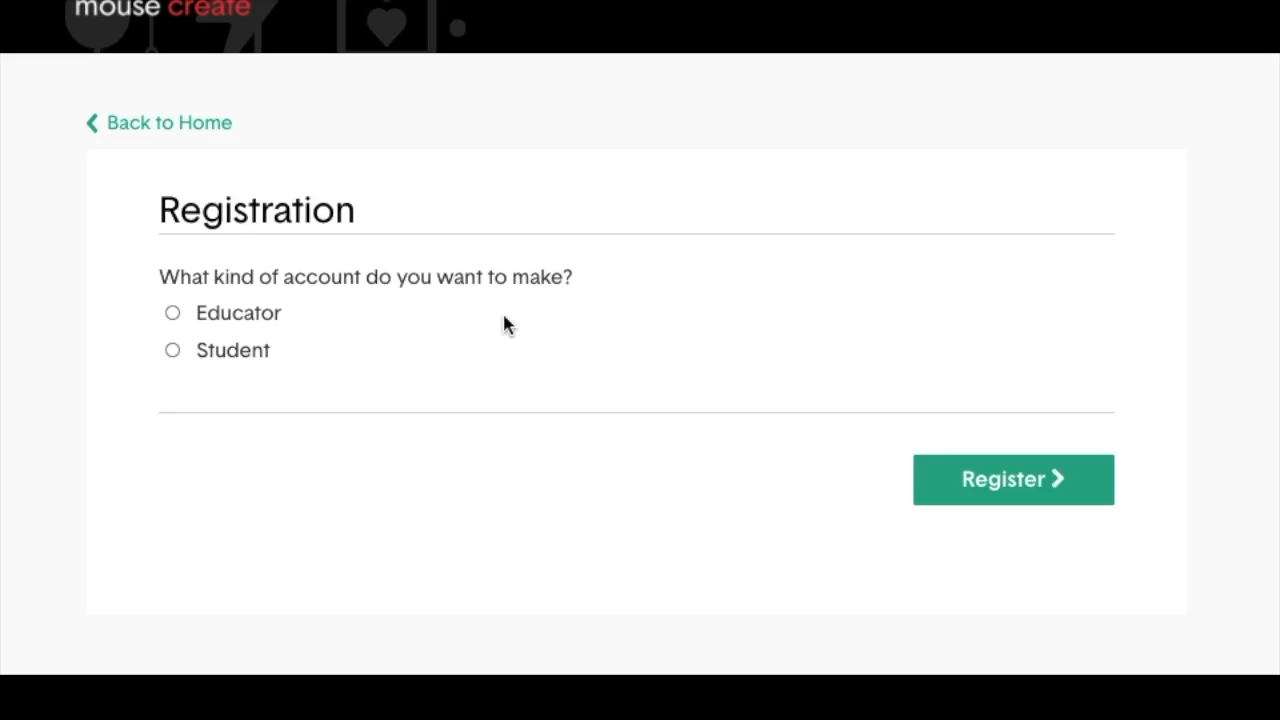 mouse create
Back to Home
Registration
What kind of account do you want to make?
Educator
Student
Register